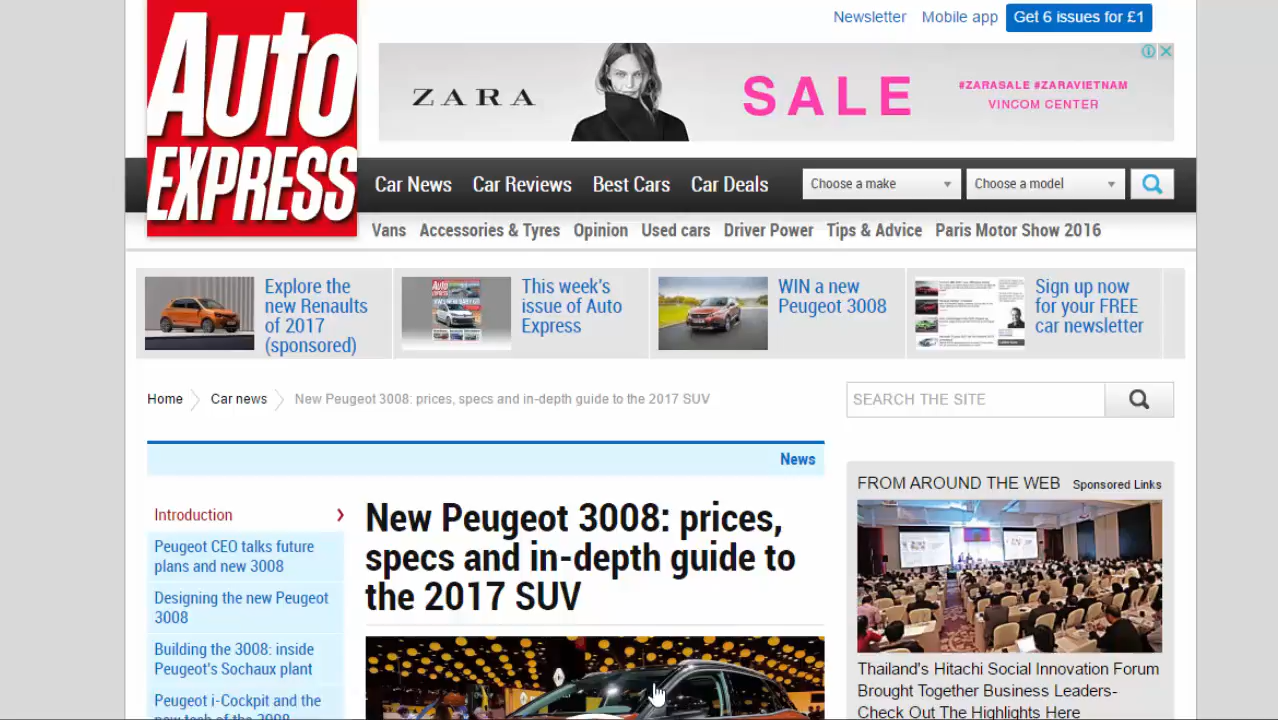 Auto
EXPRESS
Newsletter Mobile app Get 6 issues for £1
ZARA
SALE
#ZARASALE #ZARAVIETNAM
VINCOM CENTER
Car News Car Reviews Best Cars Car Deals Choose a make Choose a model
Vans Accessories & Tyres Opinion Used cars Driver Power Tips & Advice Paris Motor Show 2016
Explore the
new Renaults
of 2017
(sponsored)
This week's
issue of Auto
Express
WIN a new
Peugeot 3008
Sign up now
for your FREE
car newsletter
Home Car news New Peugeot 3008: prices, specs and in-depth guide to the 2017 SUV
SEARCH THE SITE
News
Introduction
Peugeot CEO talks future
plans and new 3008
Designing the new Peugeot
3008
Building the 3008: inside
Peugeot's Sochaux plant
Peugeot i-Cockpit and the
new tech of the 3008
New Peugeot 3008: prices,
specs and in-depth guide to
the 2017 SUV
FROM AROUND THE WEB Sponsored Links
Thailand's Hitachi Social Innovation Forum
Brought Together Business Leaders-
Check Out The Highlights Here